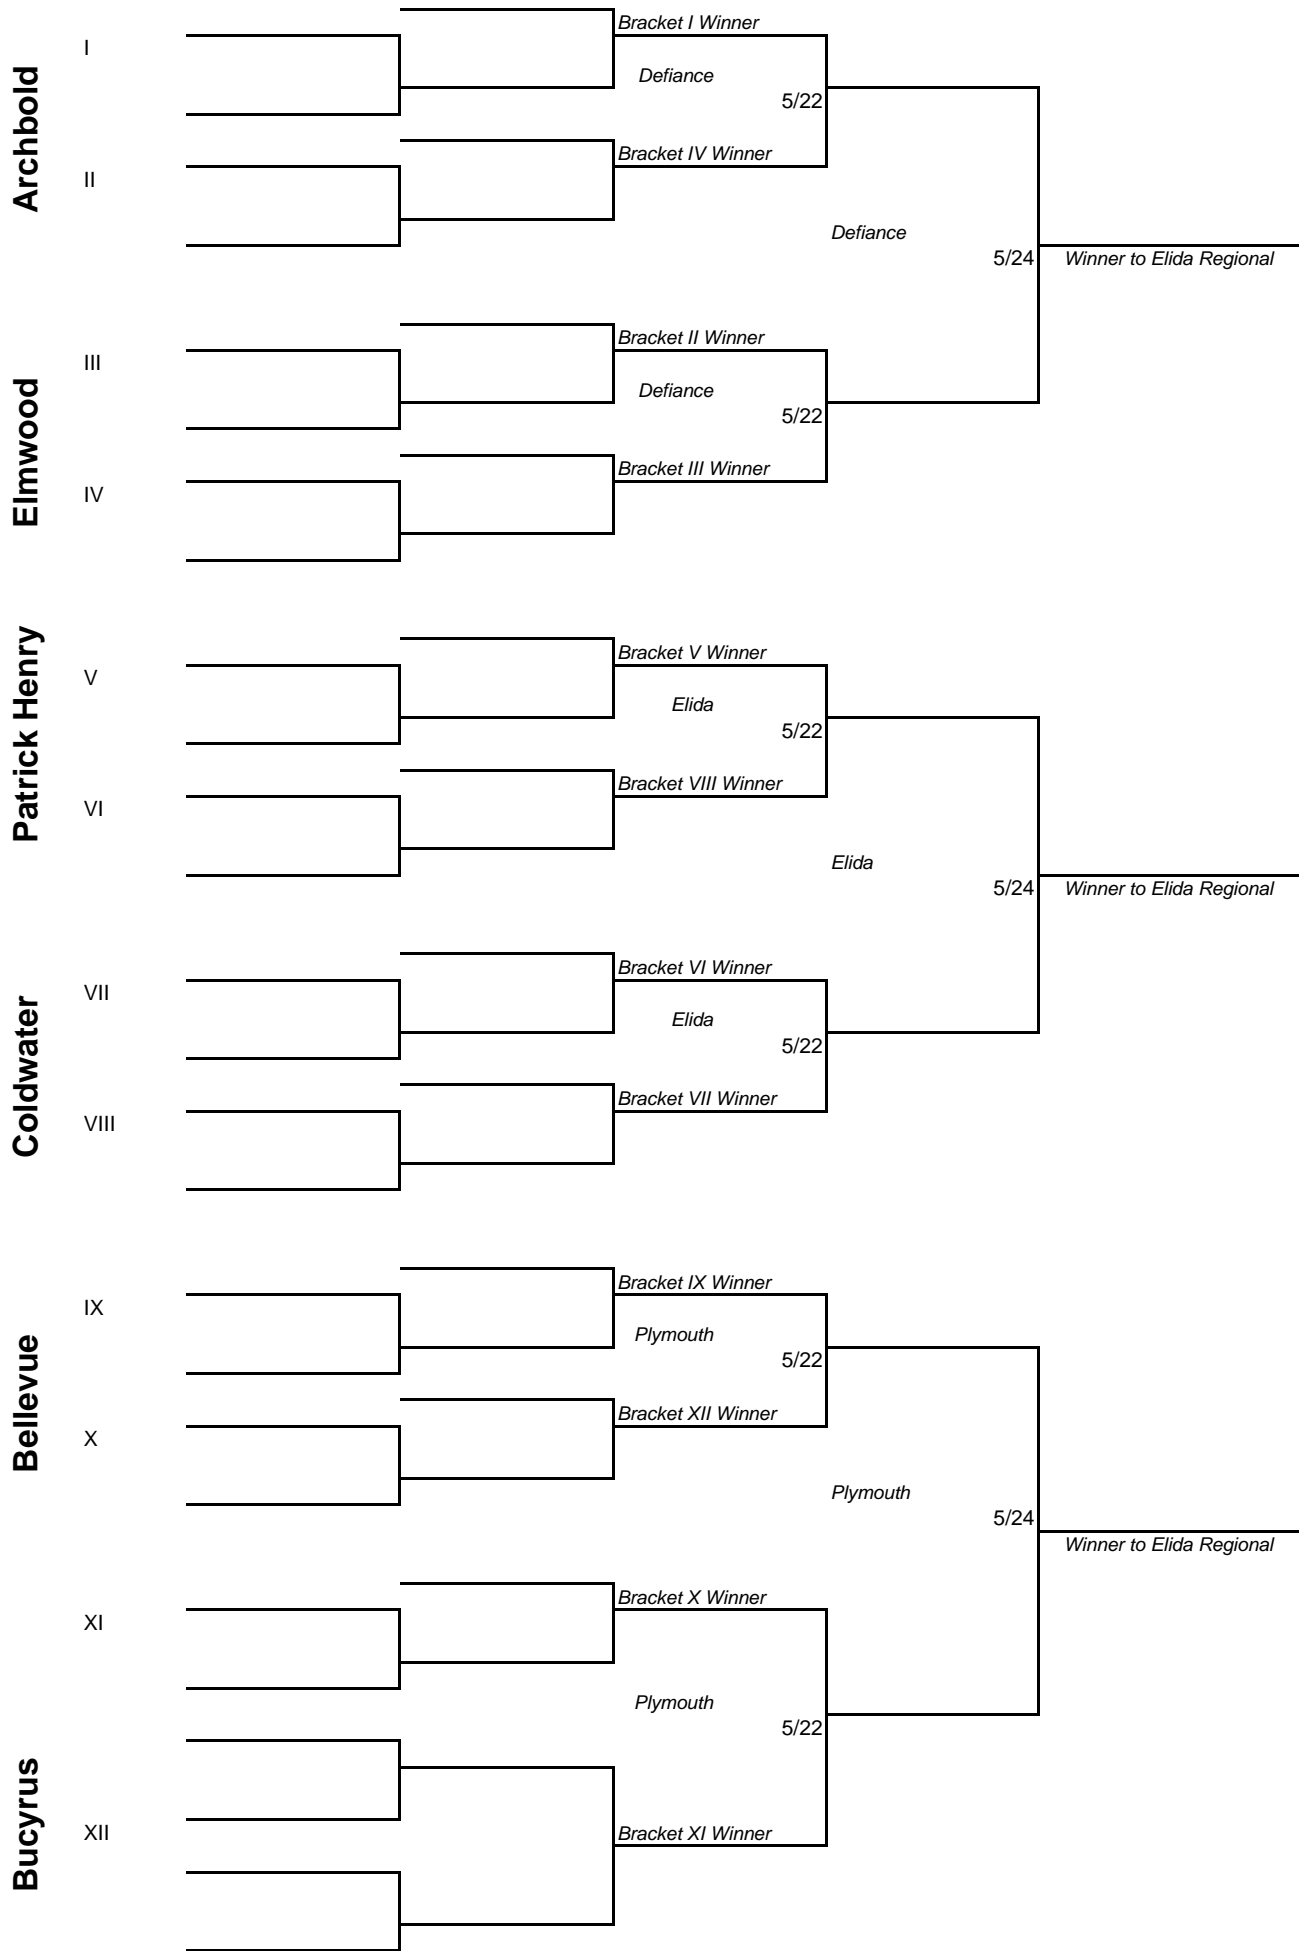 Archbold
I
Bracket I Winner
Defiance
5/22
II
Bracket IV Winner
Defiance
5/24
Winner to Elida Regional
Elmwood
III
Bracket II Winner
Defiance
5/22
IV
Bracket III Winner
Patrick Henry
V
Bracket V Winner
Elida
5/22
VI
Bracket VIII Winner
Elida
5/24
Winner to Elida Regional
Coldwater
VII
Bracket VI Winner
Elida
5/22
VIII
Bracket VII Winner
Bellevue
IX
Bracket IX Winner
Plymouth
5/22
X
Bracket XII Winner
Plymouth
5/24
Winner to Elida Regional
Bucyrus
XI
Bracket X Winner
Plymouth
5/22
XII
Bracket XI Winner